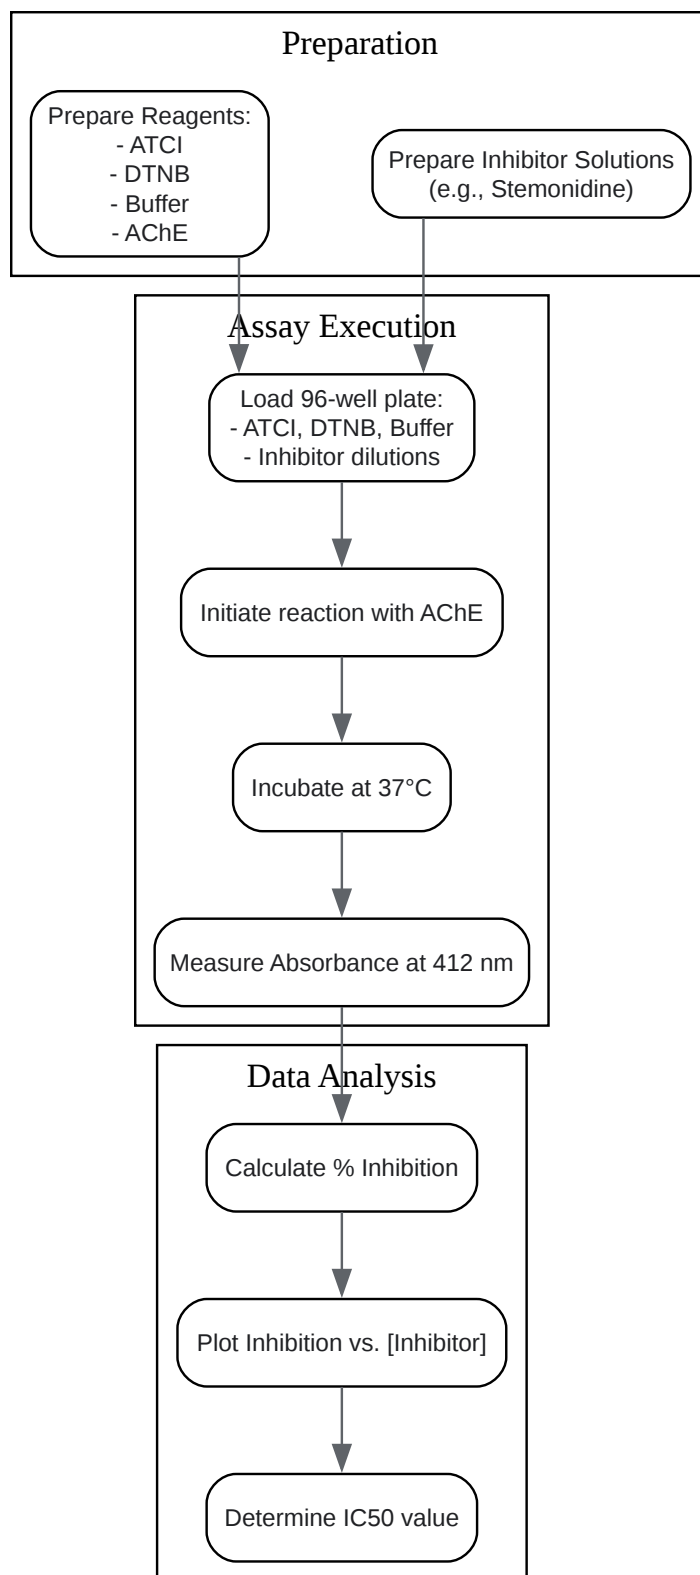 Preparation
Prepare Reagents:
- ATCI
- DTNB
- Buffer
- AChE
Prepare Inhibitor Solutions
(e.g., Stemonidine)
Assay Execution
Load 96-well plate:
- ATCI, DTNB, Buffer
- Inhibitor dilutions
Initiate reaction with AChE
Incubate at 37°C
Measure Absorbance at 412 nm
Data Analysis
Calculate % Inhibition
Plot Inhibition vs. [Inhibitor]
Determine IC50 value